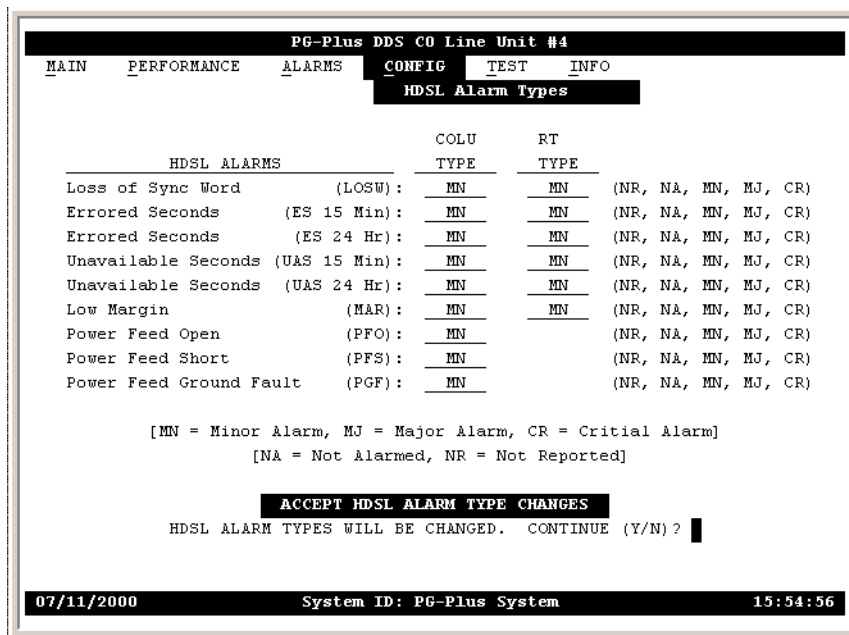 PG-Plus DDS CO Line Unit #4
MAIN PERFORMANCE ALARMS CONFIG TEST INFO
HDSL Alarm Types
COLU RT
HDSL ALARMS TYPE TYPE
Loss of Sync Word (LOSW): MN MN (NR, NA, MN, MJ, CR)
Errored Seconds (ES 15 Min): MN MN (NR, NA, MN, MJ, CR)
Errored Seconds (ES 24 Hr): MN MN (NR, NA, MN, MJ, CR)
Unavailable Seconds (UAS 15 Min): MN MN (NR, NA, MN, MJ, CR)
Unavailable Seconds (UAS 24 Hr): MN MN (NR, NA, MN, MJ, CR)
Low Margin (MAR): MN MN (NR, NA, MN, MJ, CR)
Power Feed Open (PFO): MN (NR, NA, MN, MJ, CR)
Power Feed Short (PFS): MN (NR, NA, MN, MJ, CR)
Power Feed Ground Fault (PGF): MN (NR, NA, MN, MJ, CR)
[MN = Minor Alarm, MJ = Major Alarm, CR = Critial Alarm]
[NA = Not Alarmed, NR = Not Reported]
ACCEPT HDSL ALARM TYPE CHANGES
HDSL ALARM TYPES WILL BE CHANGED. CONTINUE (Y/N)?
07/11/2000 System ID: PG-Plus System 15:54:56